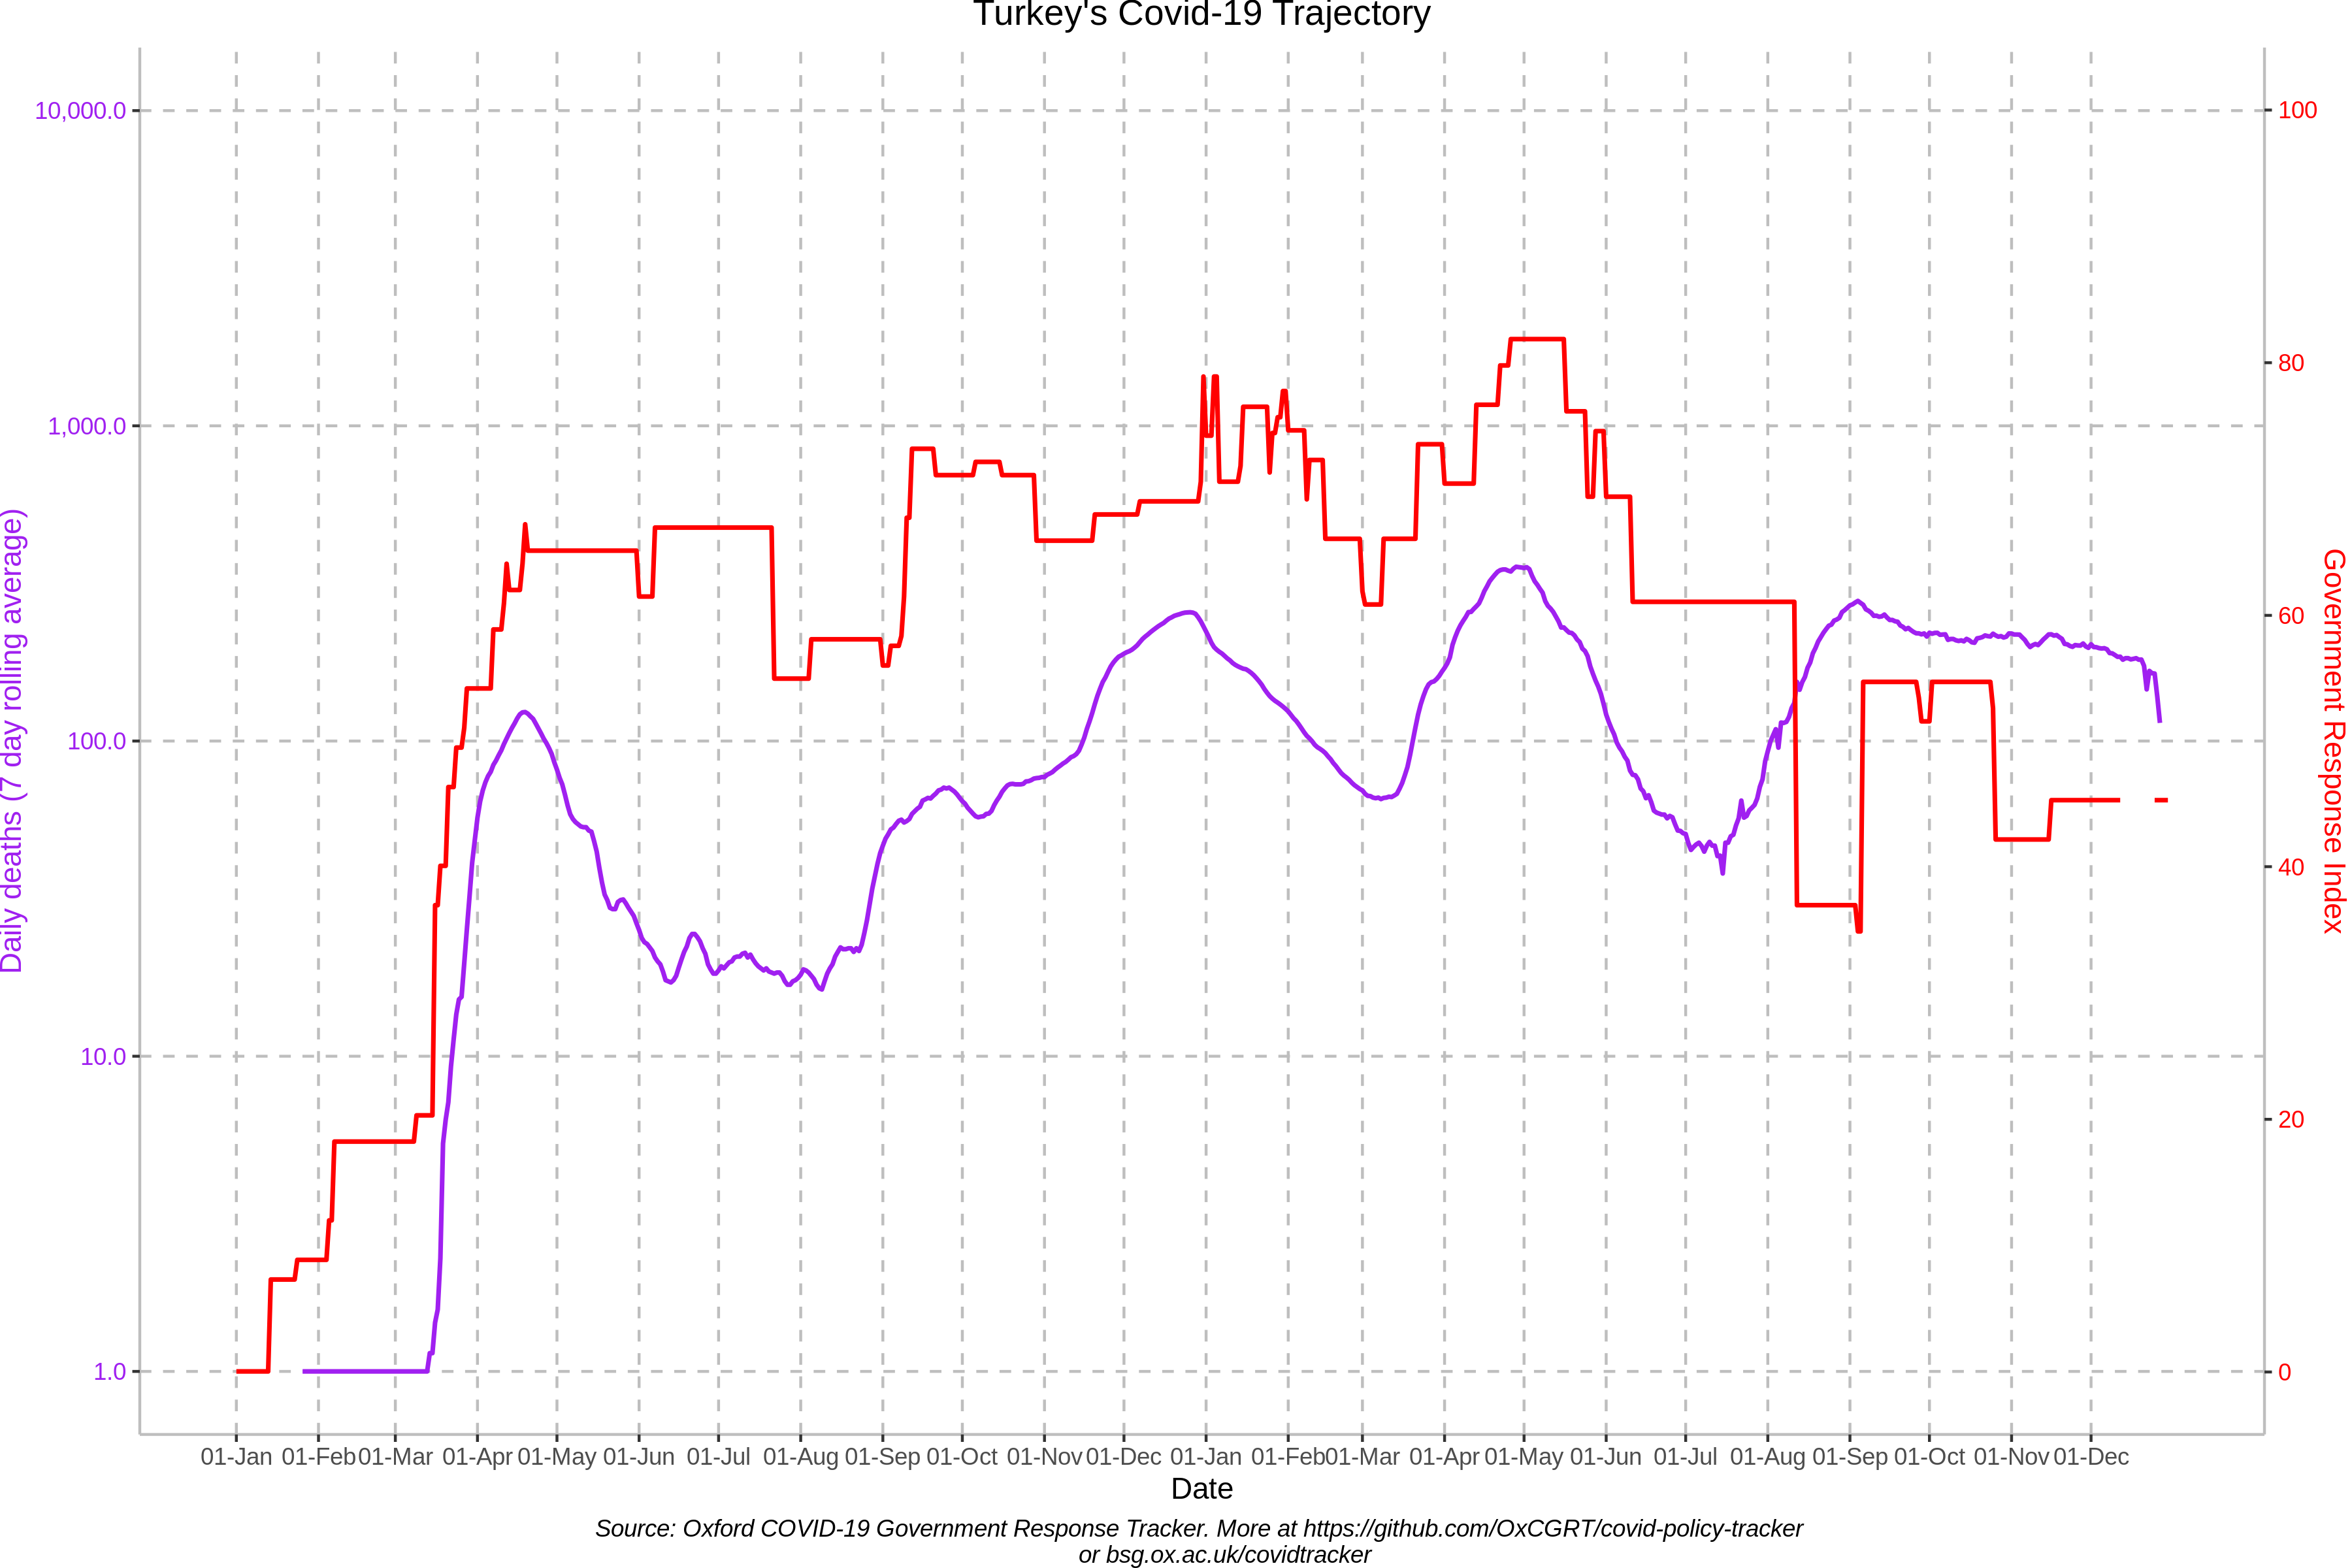 Turkey's Covid-19 Trajectory
10,000.0
1,000.0
100.0
10.0
1.0
Daily deaths (7 day rolling average)
100
80
60
40
20
0
Government Response Index
01-Jan 01-Feb 01-Mar 01-Apr 01-May 01-Jun 01-Jul 01-Aug 01-Sep 01-Oct 01-Nov 01-Dec 01-Jan 01-Feb 01-Mar 01-Apr 01-May 01-Jun 01-Jul 01-Aug 01-Sep 01-Oct 01-Nov 01-Dec
Date
Source: Oxford COVID-19 Government Response Tracker. More at https://github.com/OxCGRT/covid-policy-tracker
or bsg.ox.ac.uk/covidtracker